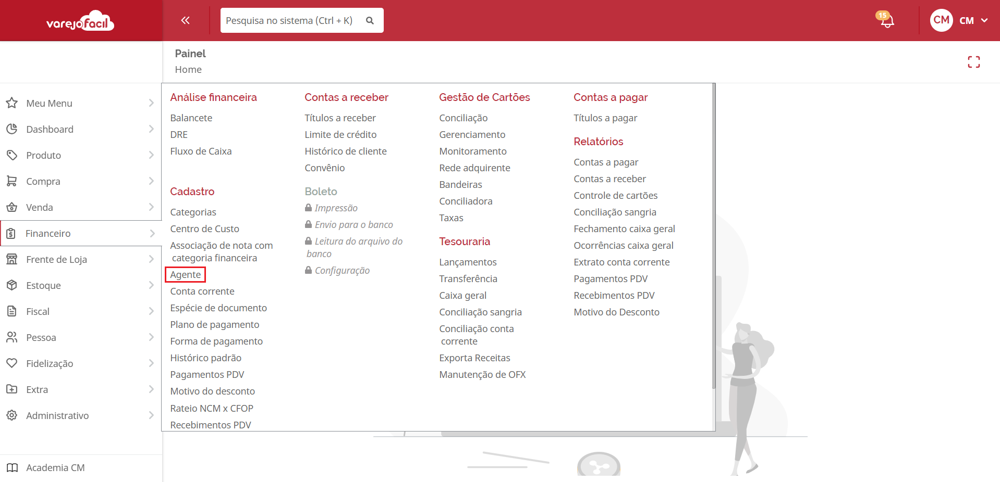 varejofacil
Pesquisa no sistema (Ctrl + K)
15
CM
CM
Painel
Home
Meu Menu
Dashboard
Produto
Compra
Venda
Financeiro
Frente de Loja
Estoque
Fiscal
Pessoa
Fidelização
Extra
Administrativo
Academia CM
Análise financeira
Balancete
DRE
Fluxo de Caixa
Cadastro
Categorias
Centro de Custo
Associação de nota com
categoria financeira
Agente
Conta corrente
Espécie de documento
Plano de pagamento
Forma de pagamento
Histórico padrão
Pagamentos PDV
Motivo do desconto
Rateio NCM x CFOP
Recebimentos PDV
Contas a receber
Títulos a receber
Limite de crédito
Histórico de cliente
Convênio
Boleto
Impressão
Envio para o banco
Leitura do arquivo do
banco
Configuração
Gestão de Cartões
Conciliação
Gerenciamento
Monitoramento
Rede adquirente
Bandeiras
Conciliadora
Taxas
Tesouraria
Lançamentos
Transferência
Caixa geral
Conciliação sangria
Conciliação conta
corrente
Exporta Receitas
Manutenção de OFX
Contas a pagar
Títulos a pagar
Relatórios
Contas a pagar
Contas a receber
Controle de cartões
Conciliação sangria
Fechamento caixa geral
Ocorrências caixa geral
Extrato conta corrente
Pagamentos PDV
Recebimentos PDV
Motivo do Desconto